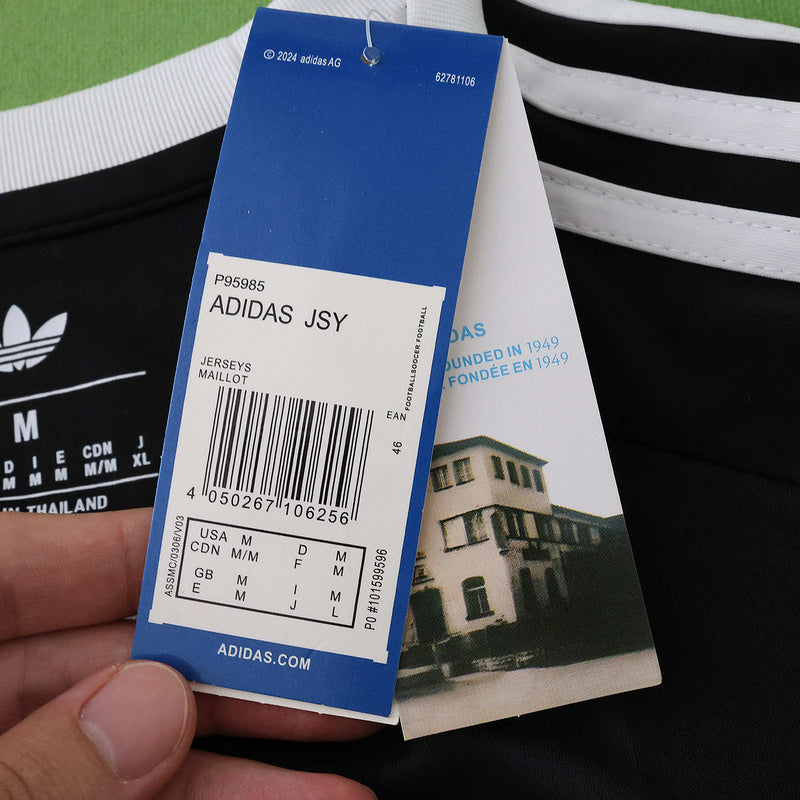 © 2024 adidas AG
62781106
P95985
ADIDAS JSY
JERSEYS
MAILLOT
FOOTBALLSOCCER FOOTBALL
EAN
46
4 050267 106256
USA M D M
CDN M/M F M
GB M I M
E M J L
ASSMC/0306/V03
PO #101599596
ADIDAS.COM
DAS
OUNDED IN 1949
FONDÉE EN 1949
M
D I E CDN J
M M M M/M XL
IN THAILAND